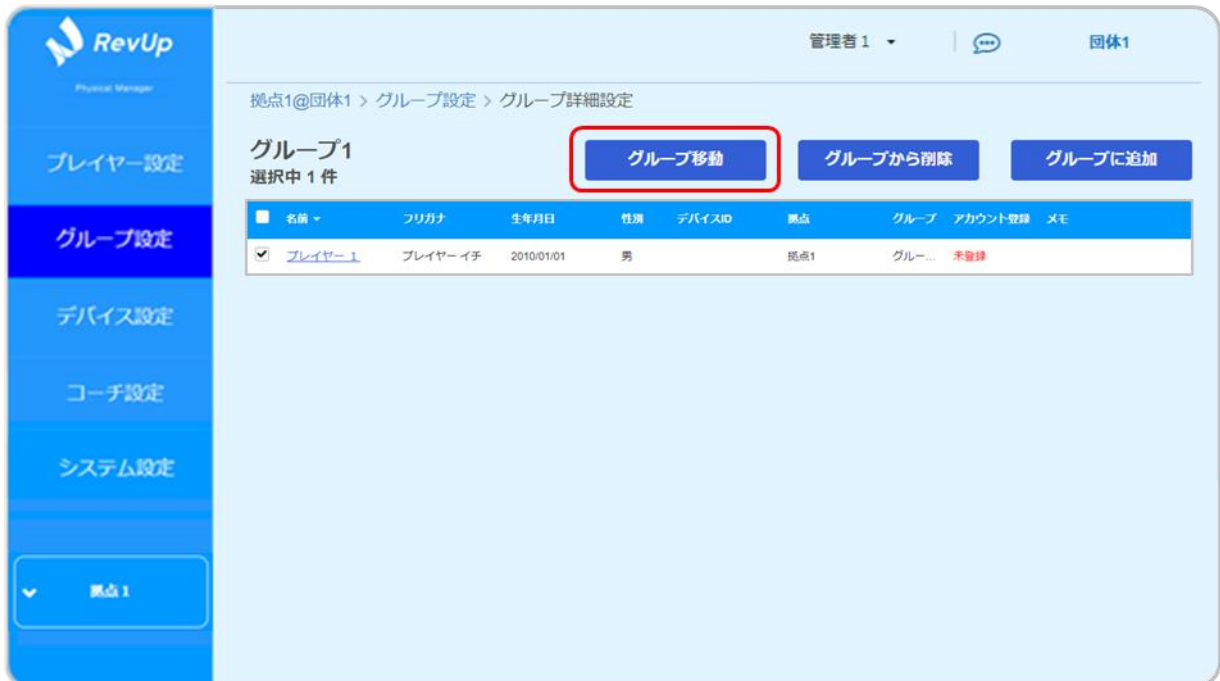 RevUp
Physical Manager
管理者1
団体1
拠点1@団体1 > グループ設定 > グループ詳細設定
グループ1
選択中 1 件
グループ移動
グループから削除
グループに追加
名前 フリガナ 生年月日 性別 デバイスID 拠点 グループ アカウント登録 メモ
プレイヤー 1 プレイヤー イチ 2010/01/01 男 拠点1 グルー... 未登録
プレイヤー設定
グループ設定
デバイス設定
コーチ設定
システム設定
拠点1